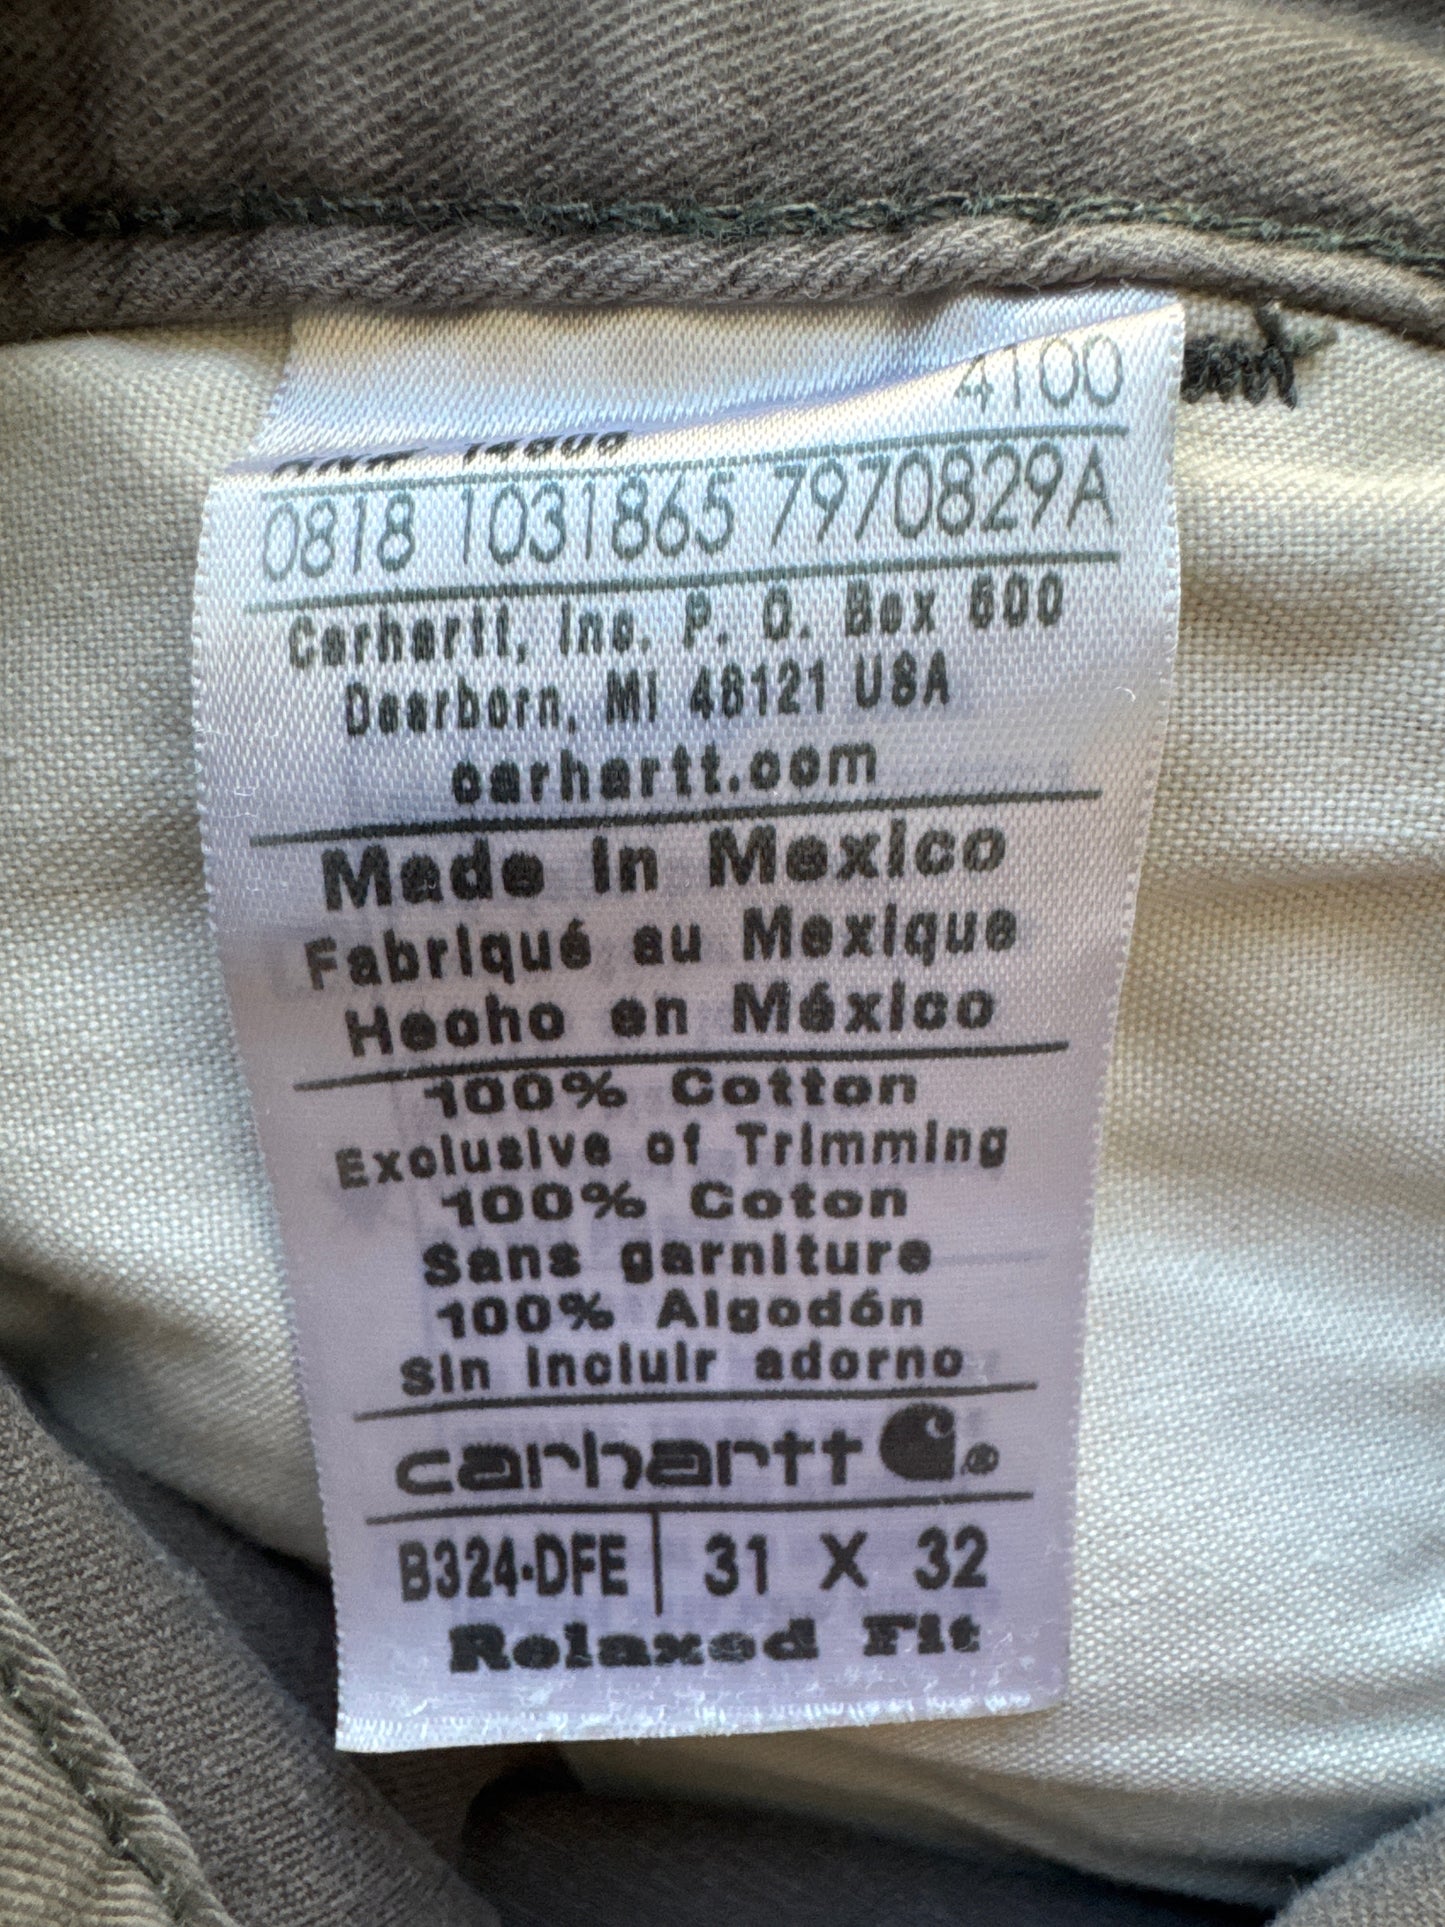 4100
0818 1031865 7970829A
Carhartt, Inc. P. O. Box 600
Dearborn, MI 48121 USA
carhartt.com
Made in Mexico
Fabriqué au Mexique
Hecho en México
100% Cotton
Exclusive of Trimming
100% Coton
Sans garniture
100% Algodón
Sin incluir adorno
carhartt ®
B324-DFE | 31 X 32
Relaxed Fit